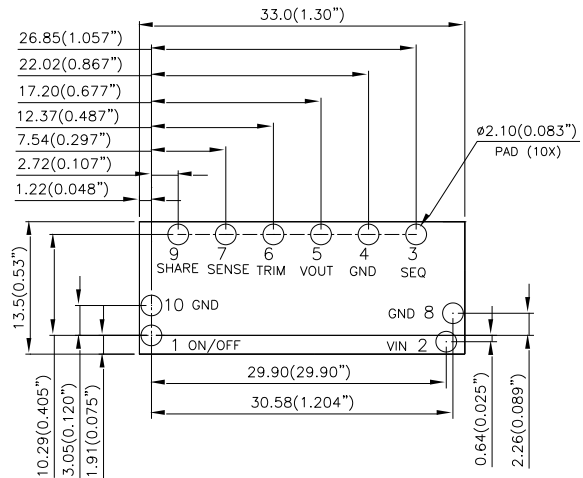 33.0(1.30”)
26.85(1.057”)
22.02(0.867”)
17.20(0.677”)
12.37(0.487”)
7.54(0.297”)
2.72(0.107”)
1.22(0.048”)
ø2.10(0.083”)
PAD (10X)
9 7 6 5 4 3
SHARE SENSE TRIM VOUT GND SEQ
10 GND
GND 8
1 ON/OFF
VIN 2
29.90(29.90”)
30.58(1.204”)
13.5(0.53”)
10.29(0.405”)
3.05(0.120”)
1.91(0.075”)
0.64(0.025”)
2.26(0.089”)